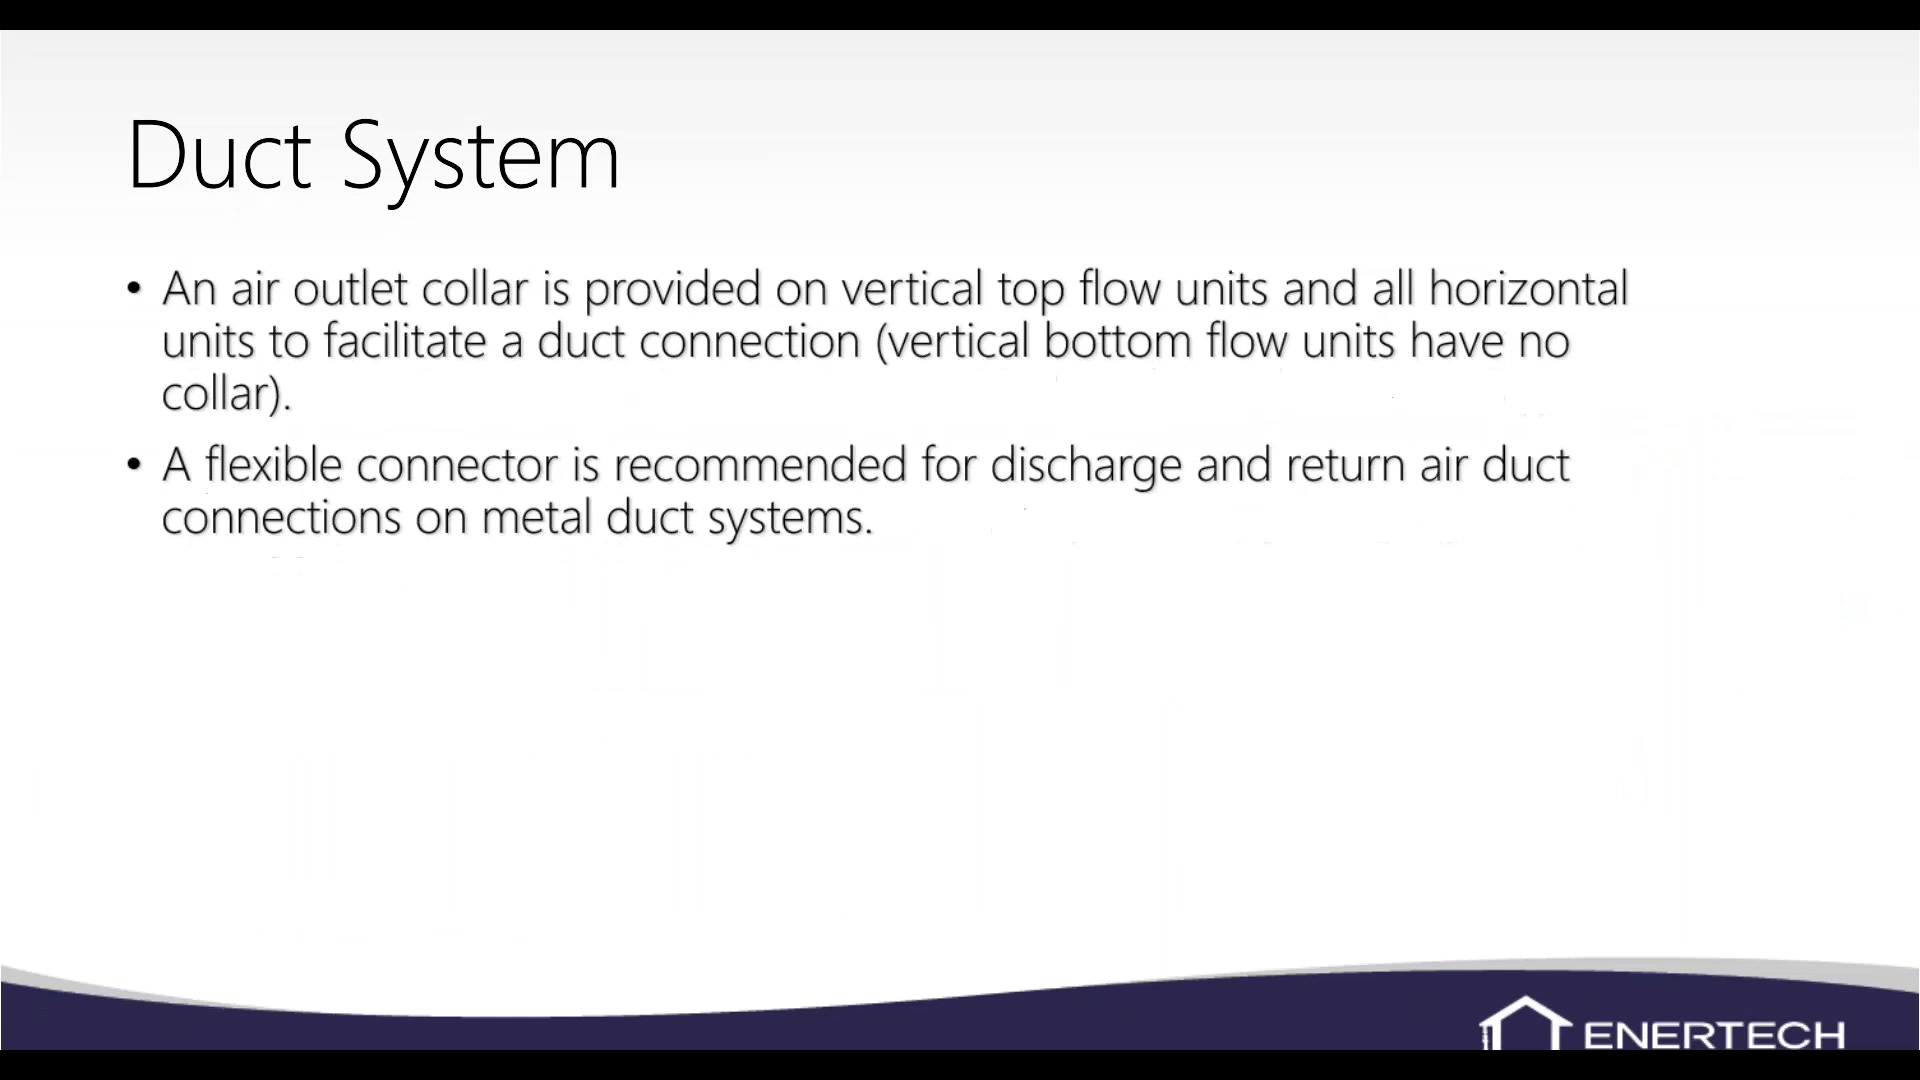 Duct System
• An air outlet collar is provided on vertical top flow units and all horizontal
units to facilitate a duct connection (vertical bottom flow units have no
collar).
• A flexible connector is recommended for discharge and return air duct
connections on metal duct systems.
ENERTECH